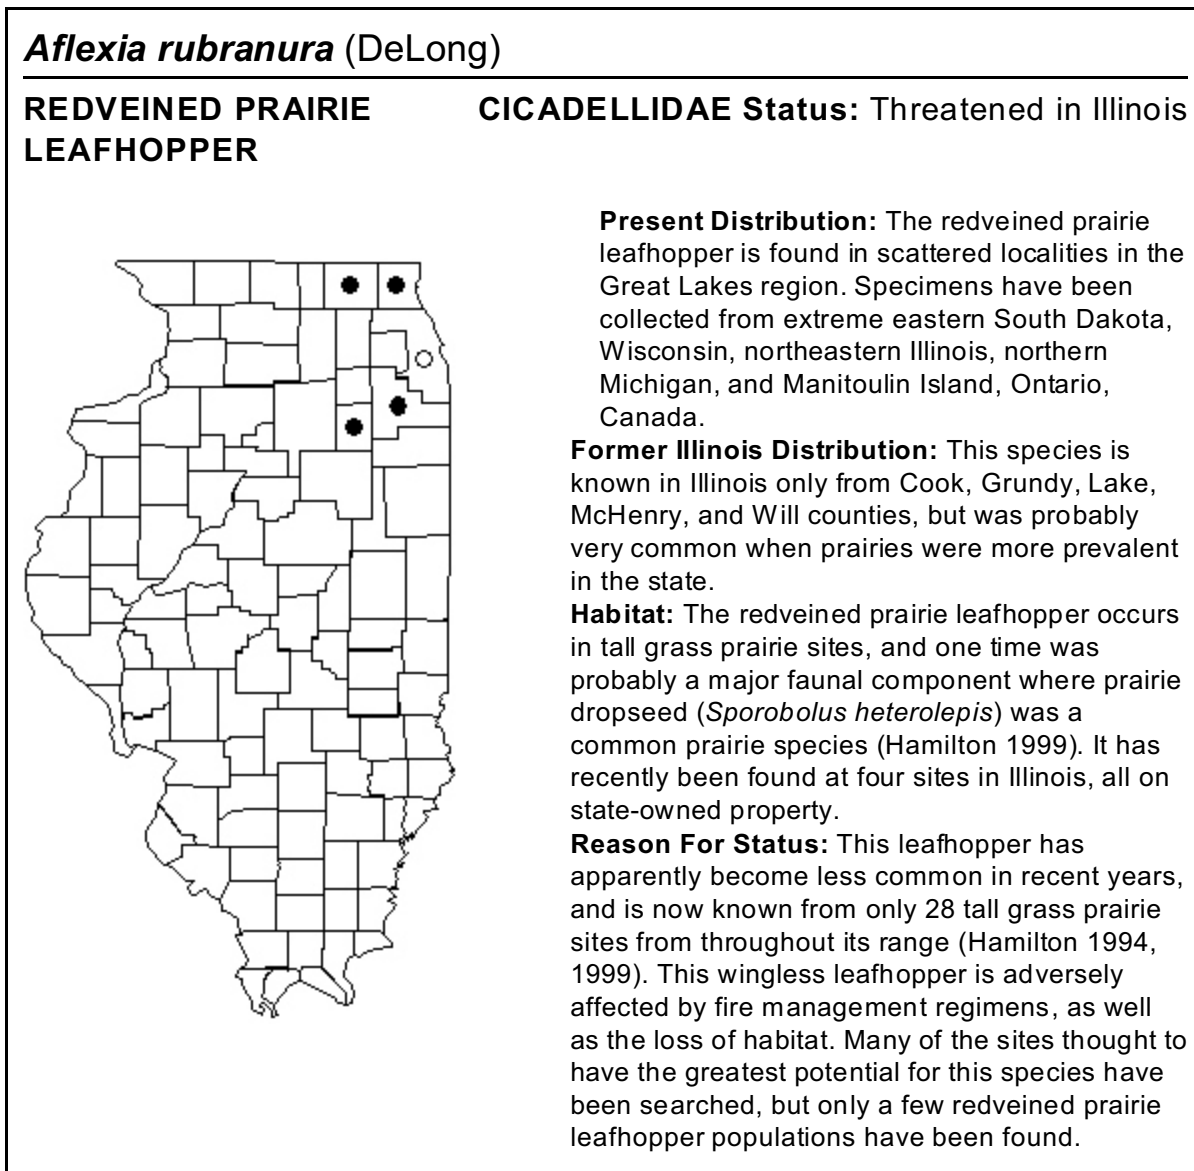 Aflexia rubranura (DeLong)
REDVEINED PRAIRIE LEAFHOPPER
CICADELLIDAE Status: Threatened in Illinois
Present Distribution: The redveined prairie
leafhopper is found in scattered localities in the
Great Lakes region. Specimens have been
collected from extreme eastern South Dakota,
Wisconsin, northeastern Illinois, northern
Michigan, and Manitoulin Island, Ontario,
Canada.
Former Illinois Distribution: This species is
known in Illinois only from Cook, Grundy, Lake,
McHenry, and Will counties, but was probably
very common when prairies were more prevalent
in the state.
Habitat: The redveined prairie leafhopper occurs
in tall grass prairie sites, and one time was
probably a major faunal component where prairie
dropseed (Sporobolus heterolepis) was a
common prairie species (Hamilton 1999). It has
recently been found at four sites in Illinois, all on
state-owned property.
Reason For Status: This leafhopper has
apparently become less common in recent years,
and is now known from only 28 tall grass prairie
sites from throughout its range (Hamilton 1994,
1999). This wingless leafhopper is adversely
affected by fire management regimens, as well
as the loss of habitat. Many of the sites thought to
have the greatest potential for this species have
been searched, but only a few redveined prairie
leafhopper populations have been found.